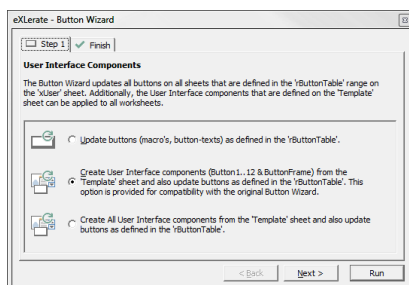 eXLerate - Button Wizard
Step 1
Finish
User Interface Components
The Button Wizard updates all buttons on all sheets that are defined in the 'rButtonTable' range on
the 'xUser' sheet. Additionally, the User Interface components that are defined on the 'Template'
sheet can be applied to all worksheets.
Update buttons (macro's, button-texts) as defined in the 'rButtonTable'.
Create User Interface components (Button1..12 & ButtonFrame) from the
'Template' sheet and also update buttons as defined in the 'rButtonTable'. This
option is provided for compatibility with the original Button Wizard.
Create All User Interface components from the 'Template' sheet and also update
buttons as defined in the 'rButtonTable'.
< Back
Next >
Run